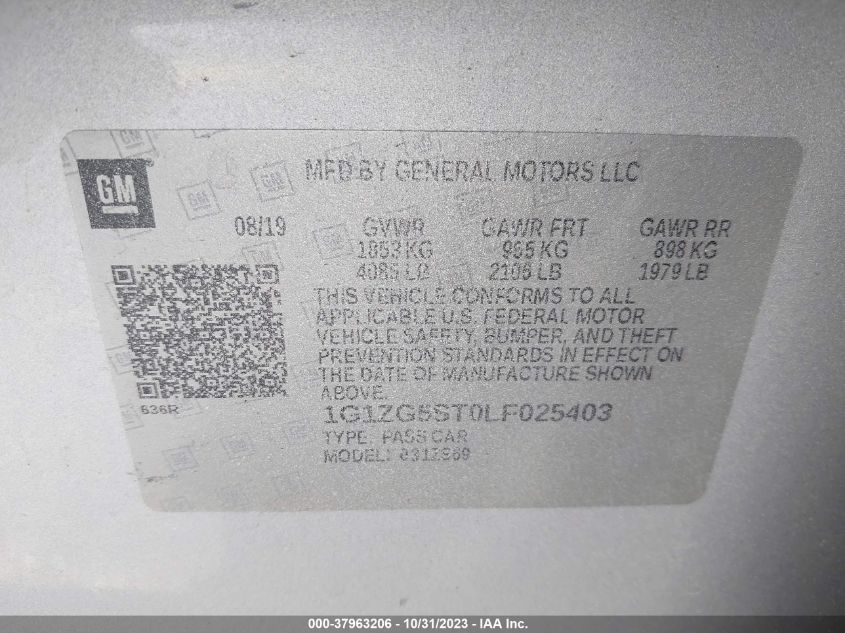 GM
MFD BY GENERAL MOTORS LLC
08/19 GVWR GAWR FRT GAWR RR
1853 KG 955 KG 898 KG
4085 LB 2105 LB 1979 LB
THIS VEHICLE CONFORMS TO ALL
APPLICABLE U.S. FEDERAL MOTOR
VEHICLE SAFETY, BUMPER, AND THEFT
PREVENTION STANDARDS IN EFFECT ON
THE DATE OF MANUFACTURE SHOWN
ABOVE.
636R
1G1ZG5ST0LF025403
TYPE: PASS CAR
MODEL:
000-37963206 - 10/31/2023 - IAA Inc.